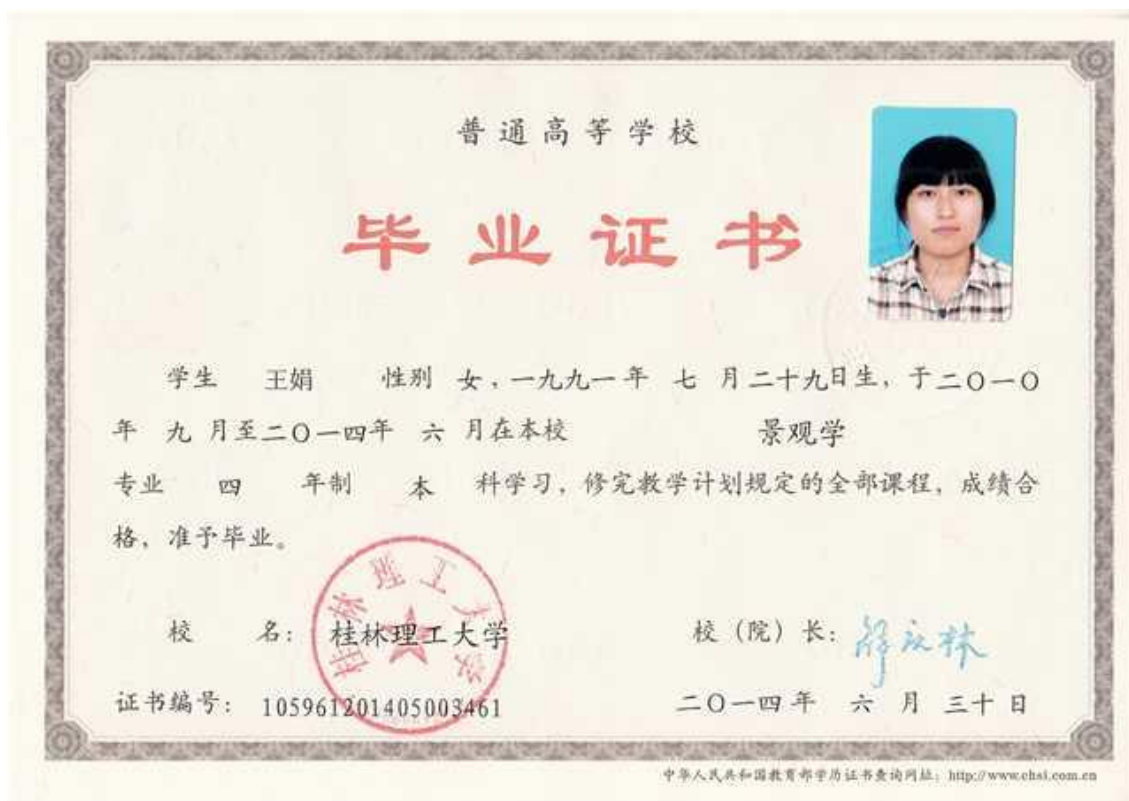 普通高等学校
毕业证书
学生 王娟 性别 女，一九九一年 七 月二十九日生，于二〇一〇
年 九 月至二〇一四年 六 月在本校 景观学
专业 四 年制 本 科学习，修完教学计划规定的全部课程，成绩合
格，准予毕业。
桂林理工大学
校 名： 桂林理工大学 校（院）长：
证书编号： 105961201405003461 二〇一四年 六 月 三十 日
中华人民共和国教育部学历证书查询网址：http://www.chsi.com.cn